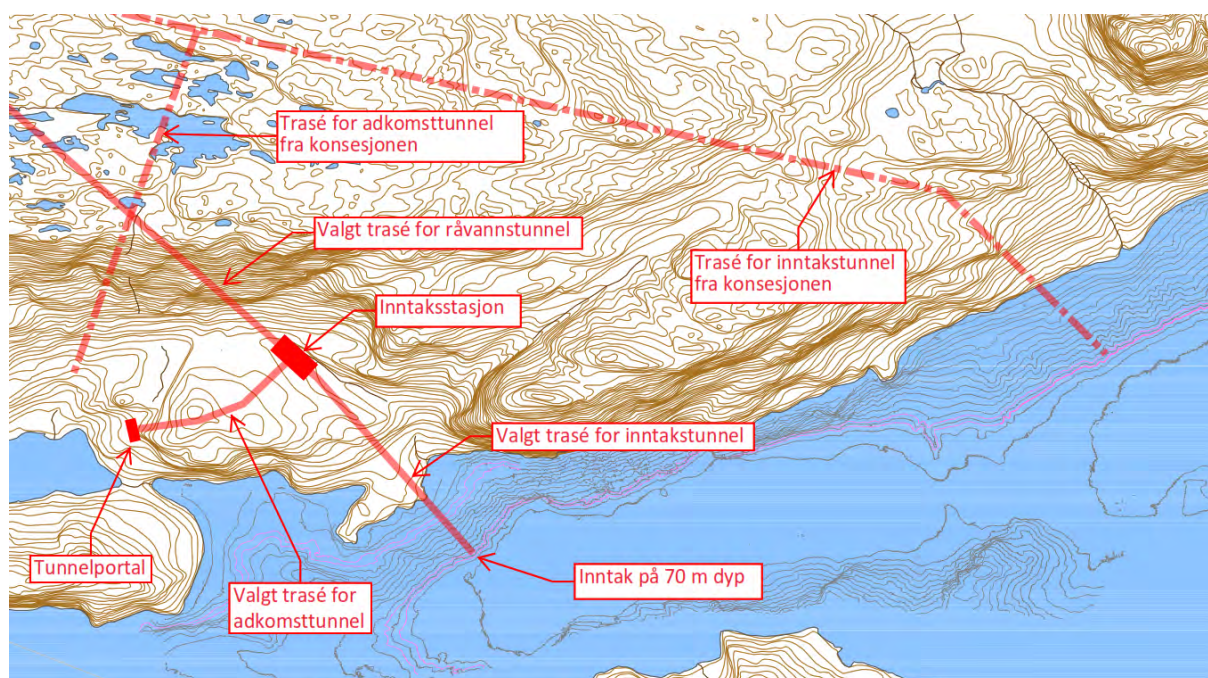 Trasé for adkomsttunnel
fra konsesjonen
Valgt trasé for råvannstunnel
Trasé for inntakstunnel
fra konsesjonen
Inntaksstasjon
Valgt trasé for inntakstunnel
Tunnelportal
Valgt trasé for
adkomsttunnel
Inntak på 70 m dyp